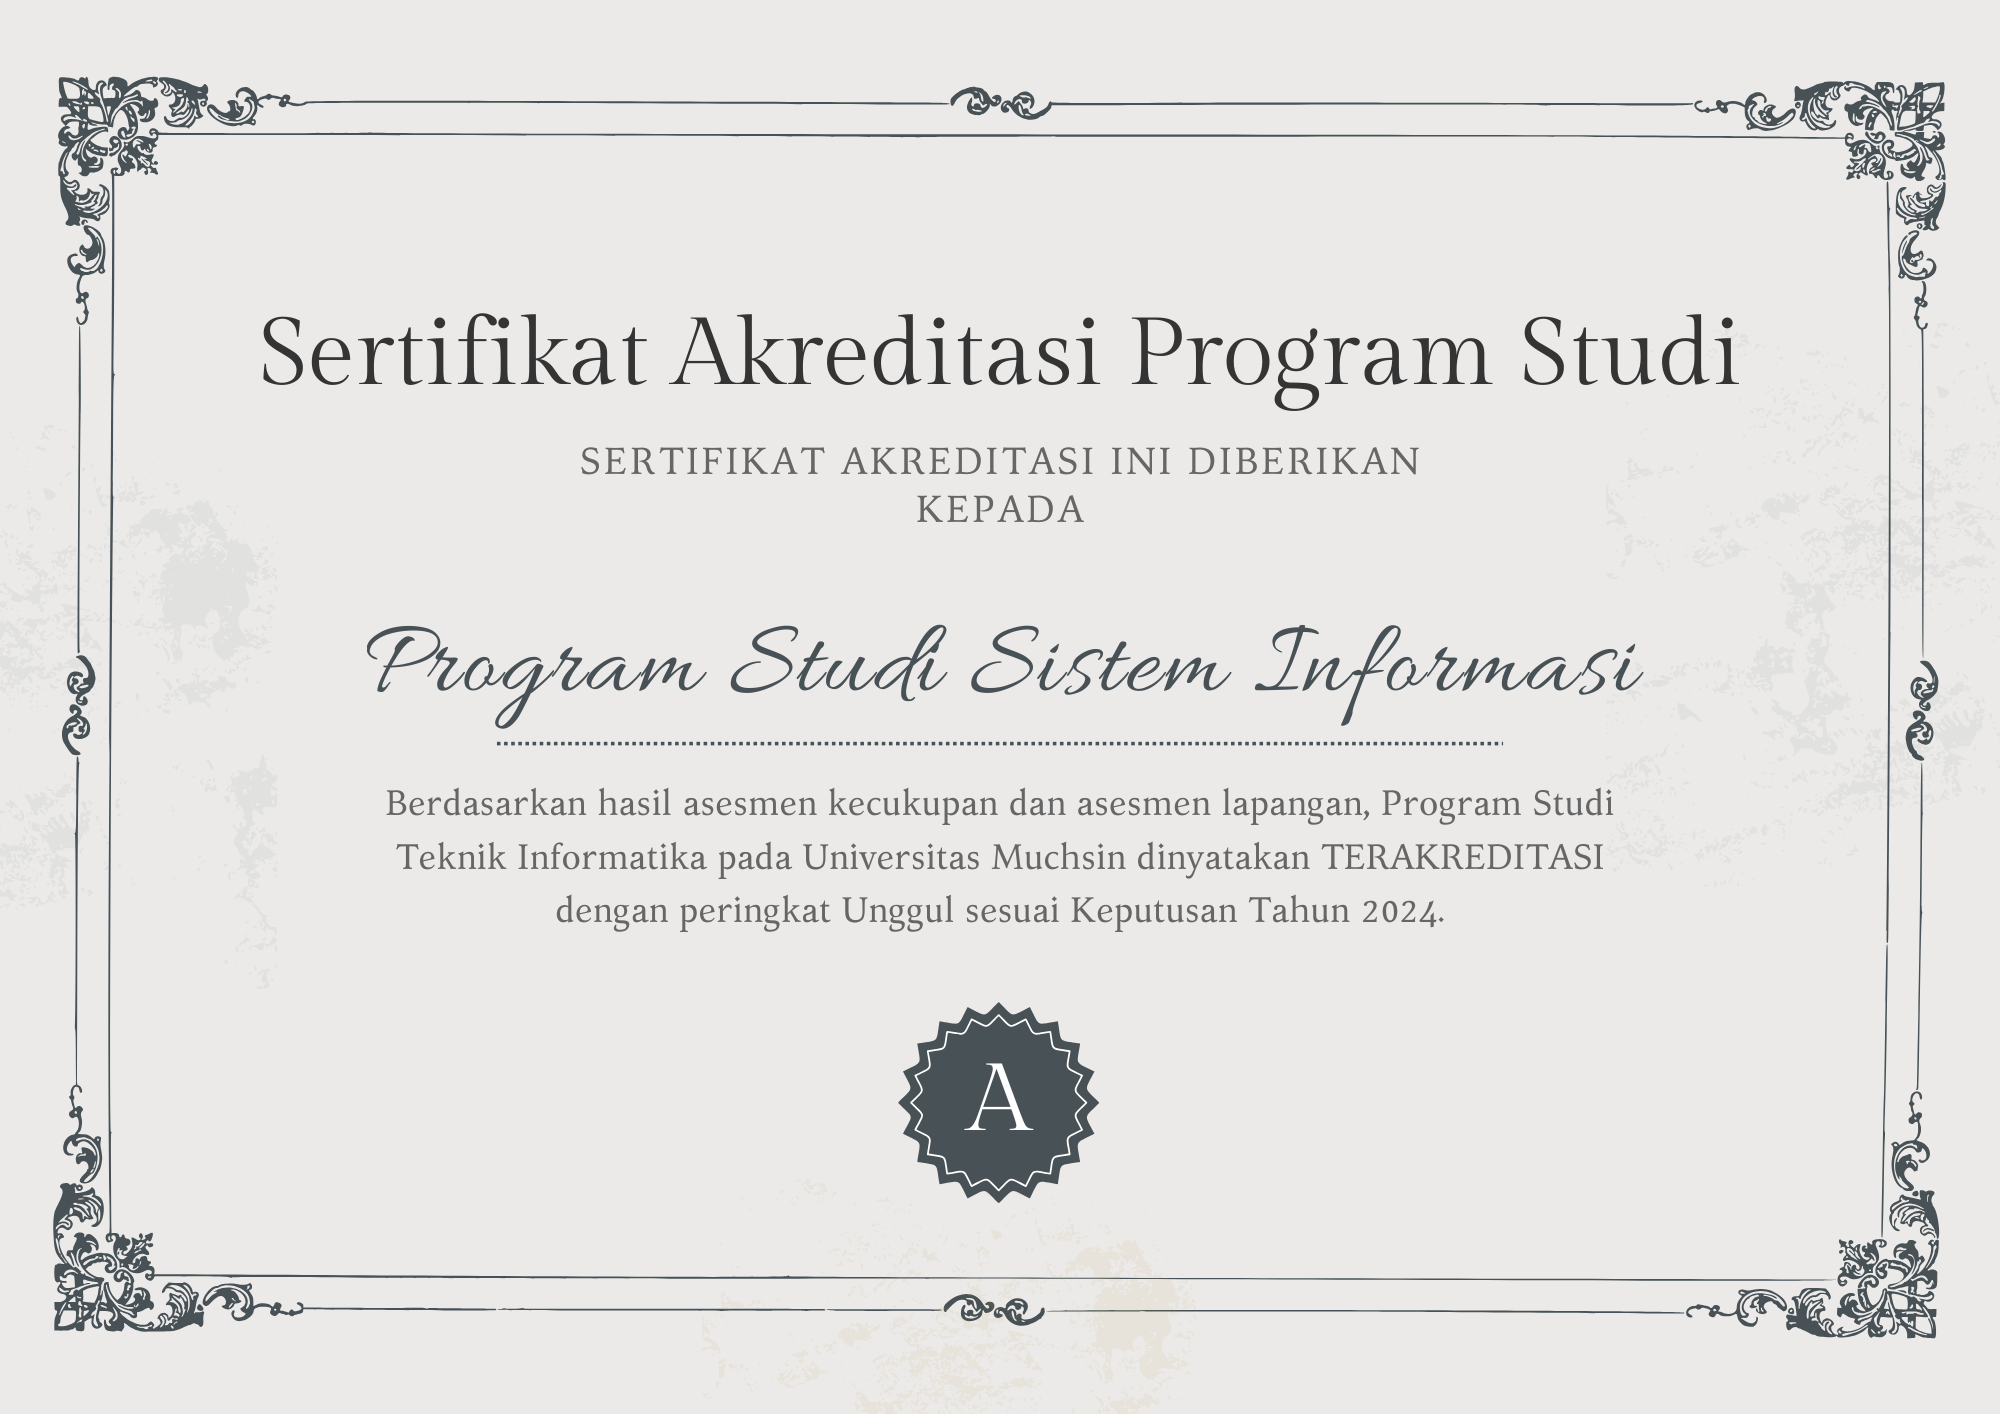 Sertifikat Akreditasi Program Studi
SERTIFIKAT AKREDITASI INI DIBERIKAN
KEPADA
Program Studi Sistem Informasi
Berdasarkan hasil asesmen kecukupan dan asesmen lapangan, Program Studi
Teknik Informatika pada Universitas Muchsin dinyatakan TERAKREDITASI
dengan peringkat Unggul sesuai Keputusan Tahun 2024.
A